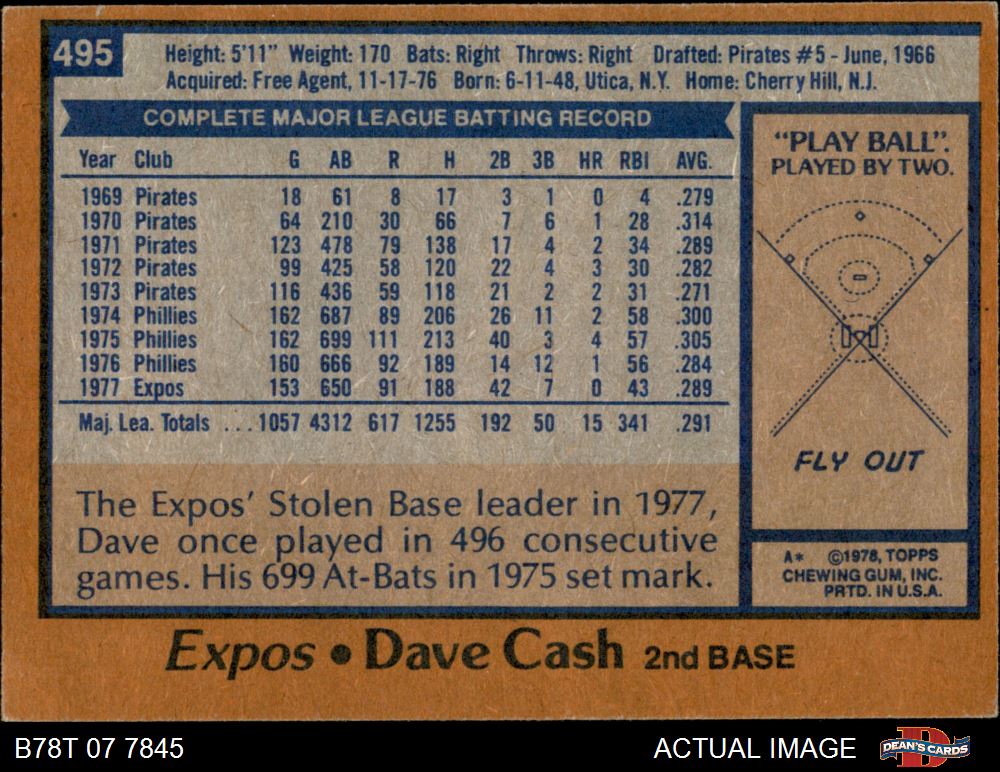 495
Height: 5'11" Weight: 170 Bats: Right Throws: Right Drafted: Pirates #5 - June, 1966
Acquired: Free Agent, 11-17-76 Born: 6-11-48, Utica, N.Y. Home: Cherry Hill, N.J.
COMPLETE MAJOR LEAGUE BATTING RECORD
Year Club G AB R H 2B 3B HR RBI AVG.
1969 Pirates 18 61 8 17 3 1 0 4 .279
1970 Pirates 64 210 30 66 7 6 1 28 .314
1971 Pirates 123 478 79 138 17 4 2 34 .289
1972 Pirates 99 425 58 120 22 4 3 30 .282
1973 Pirates 116 436 59 118 21 2 2 31 .271
1974 Phillies 162 687 89 206 26 11 2 58 .300
1975 Phillies 162 699 111 213 40 3 4 57 .305
1976 Phillies 160 666 92 189 14 12 1 56 .284
1977 Expos 153 650 91 188 42 7 0 43 .289
Maj. Lea. Totals ... 1057 4312 617 1255 192 50 15 341 .291
The Expos' Stolen Base leader in 1977,
Dave once played in 496 consecutive
games. His 699 At-Bats in 1975 set mark.
"PLAY BALL".
PLAYED BY TWO.
FLY OUT
A* ©1978, TOPPS
CHEWING GUM, INC.
PRTD. IN U.S.A.
Expos • Dave Cash 2nd BASE
B78T 07 7845 ACTUAL IMAGE
DEAN'S CARDS